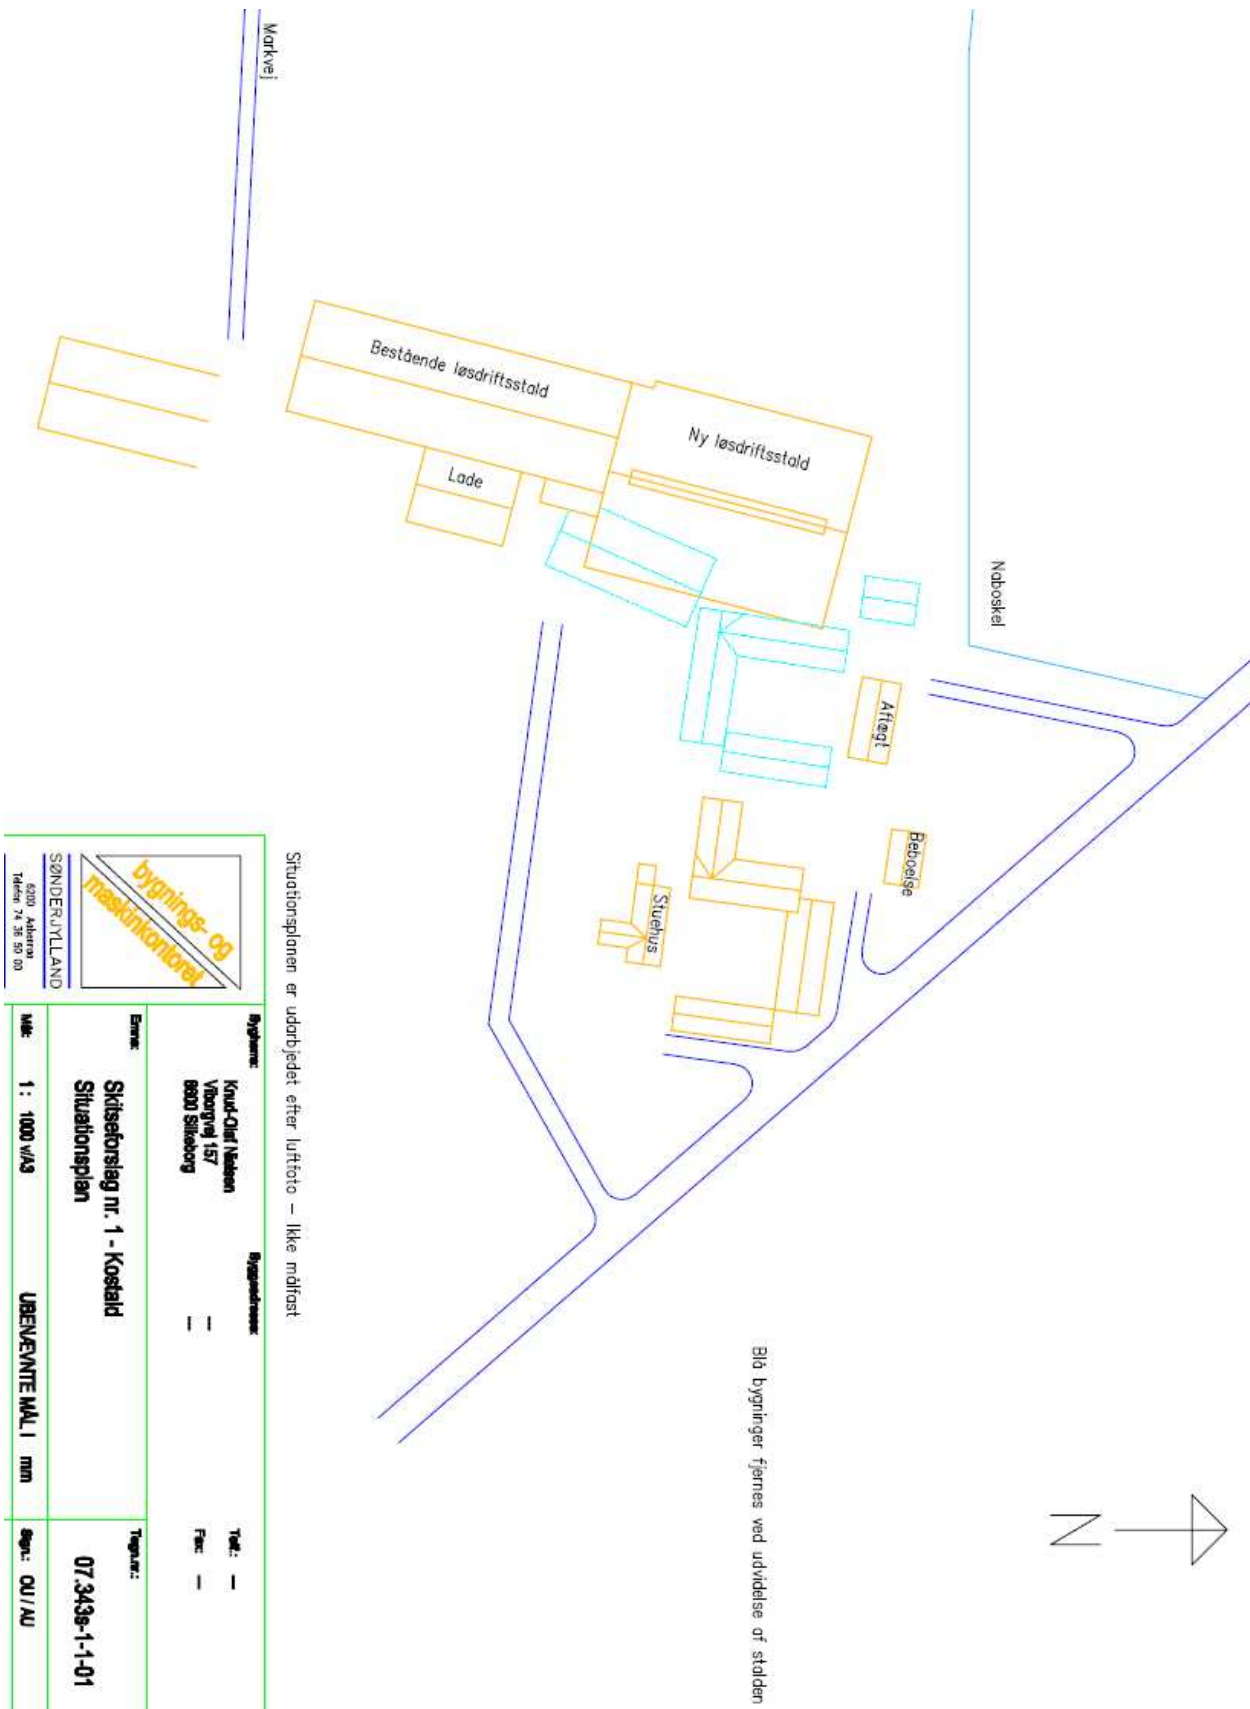 Markvej
Bestående løsdriftsstald
Ny løsdriftsstald
Lade
Naboskel
Aftægt
Beboelse
Stuehus
Situationsplanen er udarbjedet efter luftfoto – Ikke målfast
Blå bygninger fjernes ved udvidelse af stalden
N
bygnings- og
maskinkontoret
SØNDERJYLLAND
6200 Aabenraa
Telefon 74 36 50 00
Bygherre:
Knud-Olaf Nielsen
Viborgvej 157
8600 Silkeborg
Byggeadresse:
—
—
Telf.: —
Fax: —
Emne:
Skitseforslag nr. 1 - Kostald
Situationsplan
Tegn.nr.:
07.343s-1-1-01
Mål: 1: 1000 v/A3
UBENÆVNTE MÅL I mm
Sign.: OU / AU